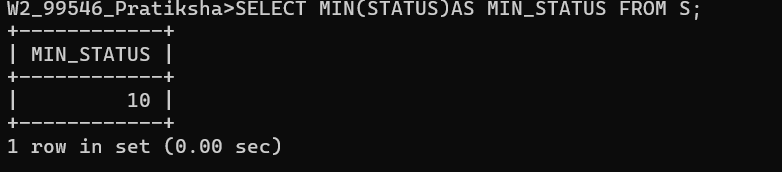 W2_99546_Pratiksha>SELECT MIN(STATUS)AS MIN_STATUS FROM S;
+------------+
| MIN_STATUS |
+------------+
|         10 |
+------------+
1 row in set (0.00 sec)